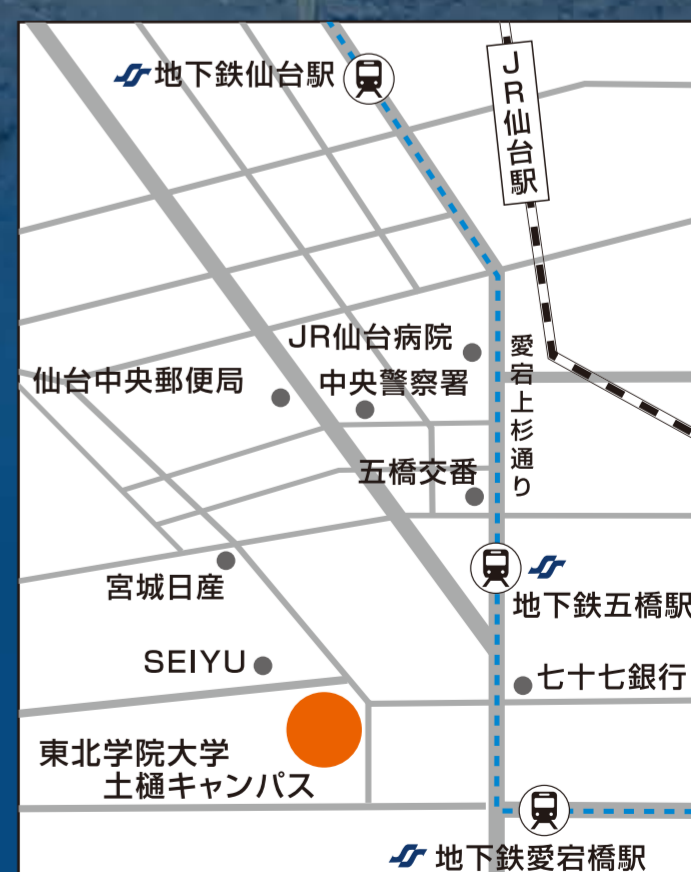 地下鉄仙台駅
JR仙台駅
JR仙台病院
愛宕上杉通り
仙台中央郵便局
中央警察署
五橋交番
宮城日産
地下鉄五橋駅
SEIYU
七十七銀行
東北学院大学
土樋キャンパス
地下鉄愛宕橋駅